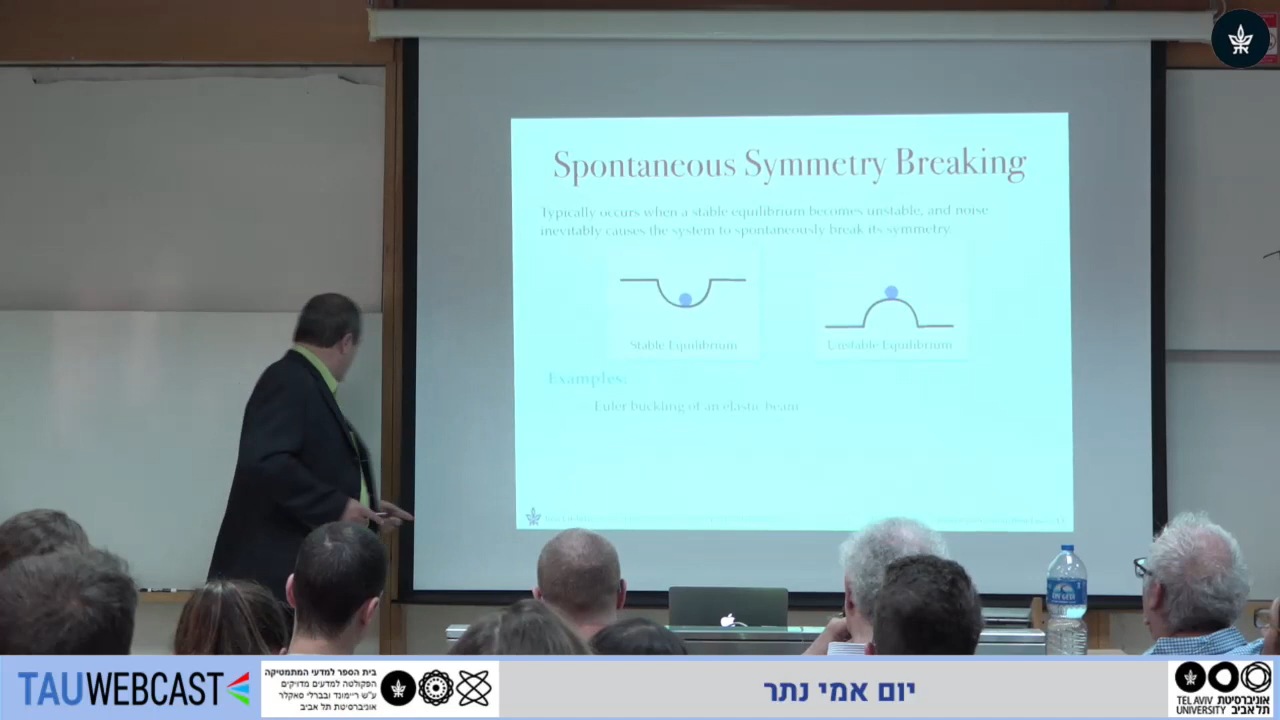 Spontaneous Symmetry Breaking
Typically occurs when a stable equilibrium becomes unstable, and noise
inevitably causes the system to spontaneously break its symmetry.
Stable Equilibrium
Unstable Equilibrium
Examples:
Euler buckling of an elastic beam
TAUWEBCAST
בית הספר למדעי המתמטיקה
הפקולטה למדעים מדויקים
ע"ש ריימונד ובברלי סאקלר
אוניברסיטת תל אביב
יום אמי נתר
TEL AVIV
UNIVERSITY
אוניברסיטת
תל אביב